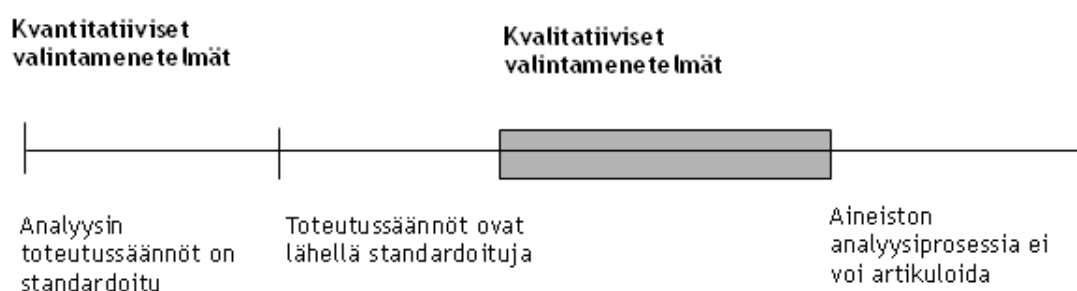 Kvantitatiiviset
valintamenetelmät
Kvalitatiiviset
valintamenetelmät
Analyysin
toteutussäännöt on
standardoitu
Toteutussäännöt ovat
lähellä standardoituja
Aineiston
analyysiprosessia ei
voi artikuloida